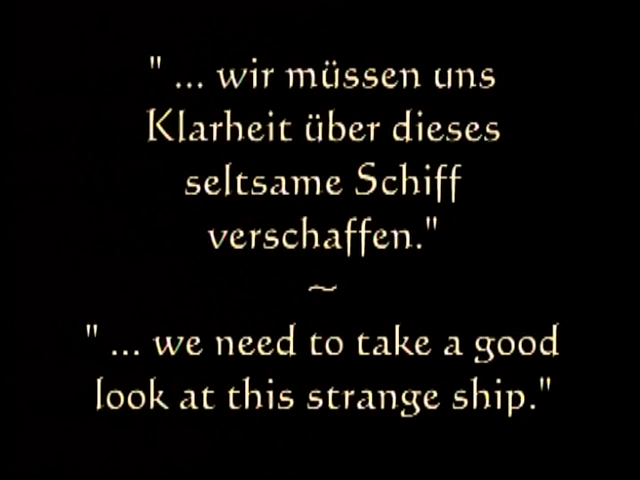 " ... wir müssen uns
Klarheit über dieses
seltsame Schiff
verschaffen."
~
" ... we need to take a good
look at this strange ship."